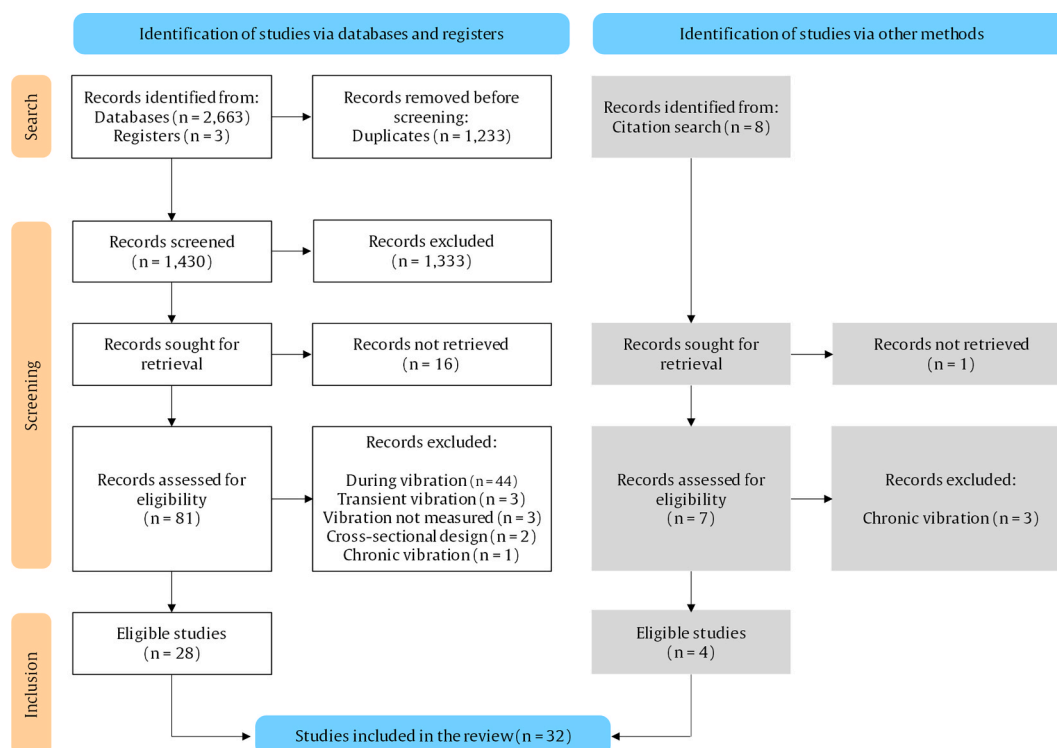 Identification of studies via databases and registers
Identification of studies via other methods
Search
Records identified from:
Databases (n = 2,663)
Registers (n = 3)
Records removed before
screening:
Duplicates (n = 1,233)
Records identified from:
Citation search (n = 8)
Screening
Records screened
(n = 1,430)
Records excluded
(n = 1,333)
Records sought for
retrieval
Records not retrieved
(n = 16)
Records sought for
retrieval
Records not retrieved
(n = 1)
Records assessed for
eligibility
(n = 81)
Records excluded:
During vibration (n = 44)
Transient vibration (n = 3)
Vibration not measured (n = 3)
Cross-sectional design (n = 2)
Chronic vibration (n = 1)
Records assessed for
eligibility
(n = 7)
Records excluded:
Chronic vibration (n = 3)
Inclusion
Eligible studies
(n = 28)
Eligible studies
(n = 4)
Studies included in the review (n = 32)